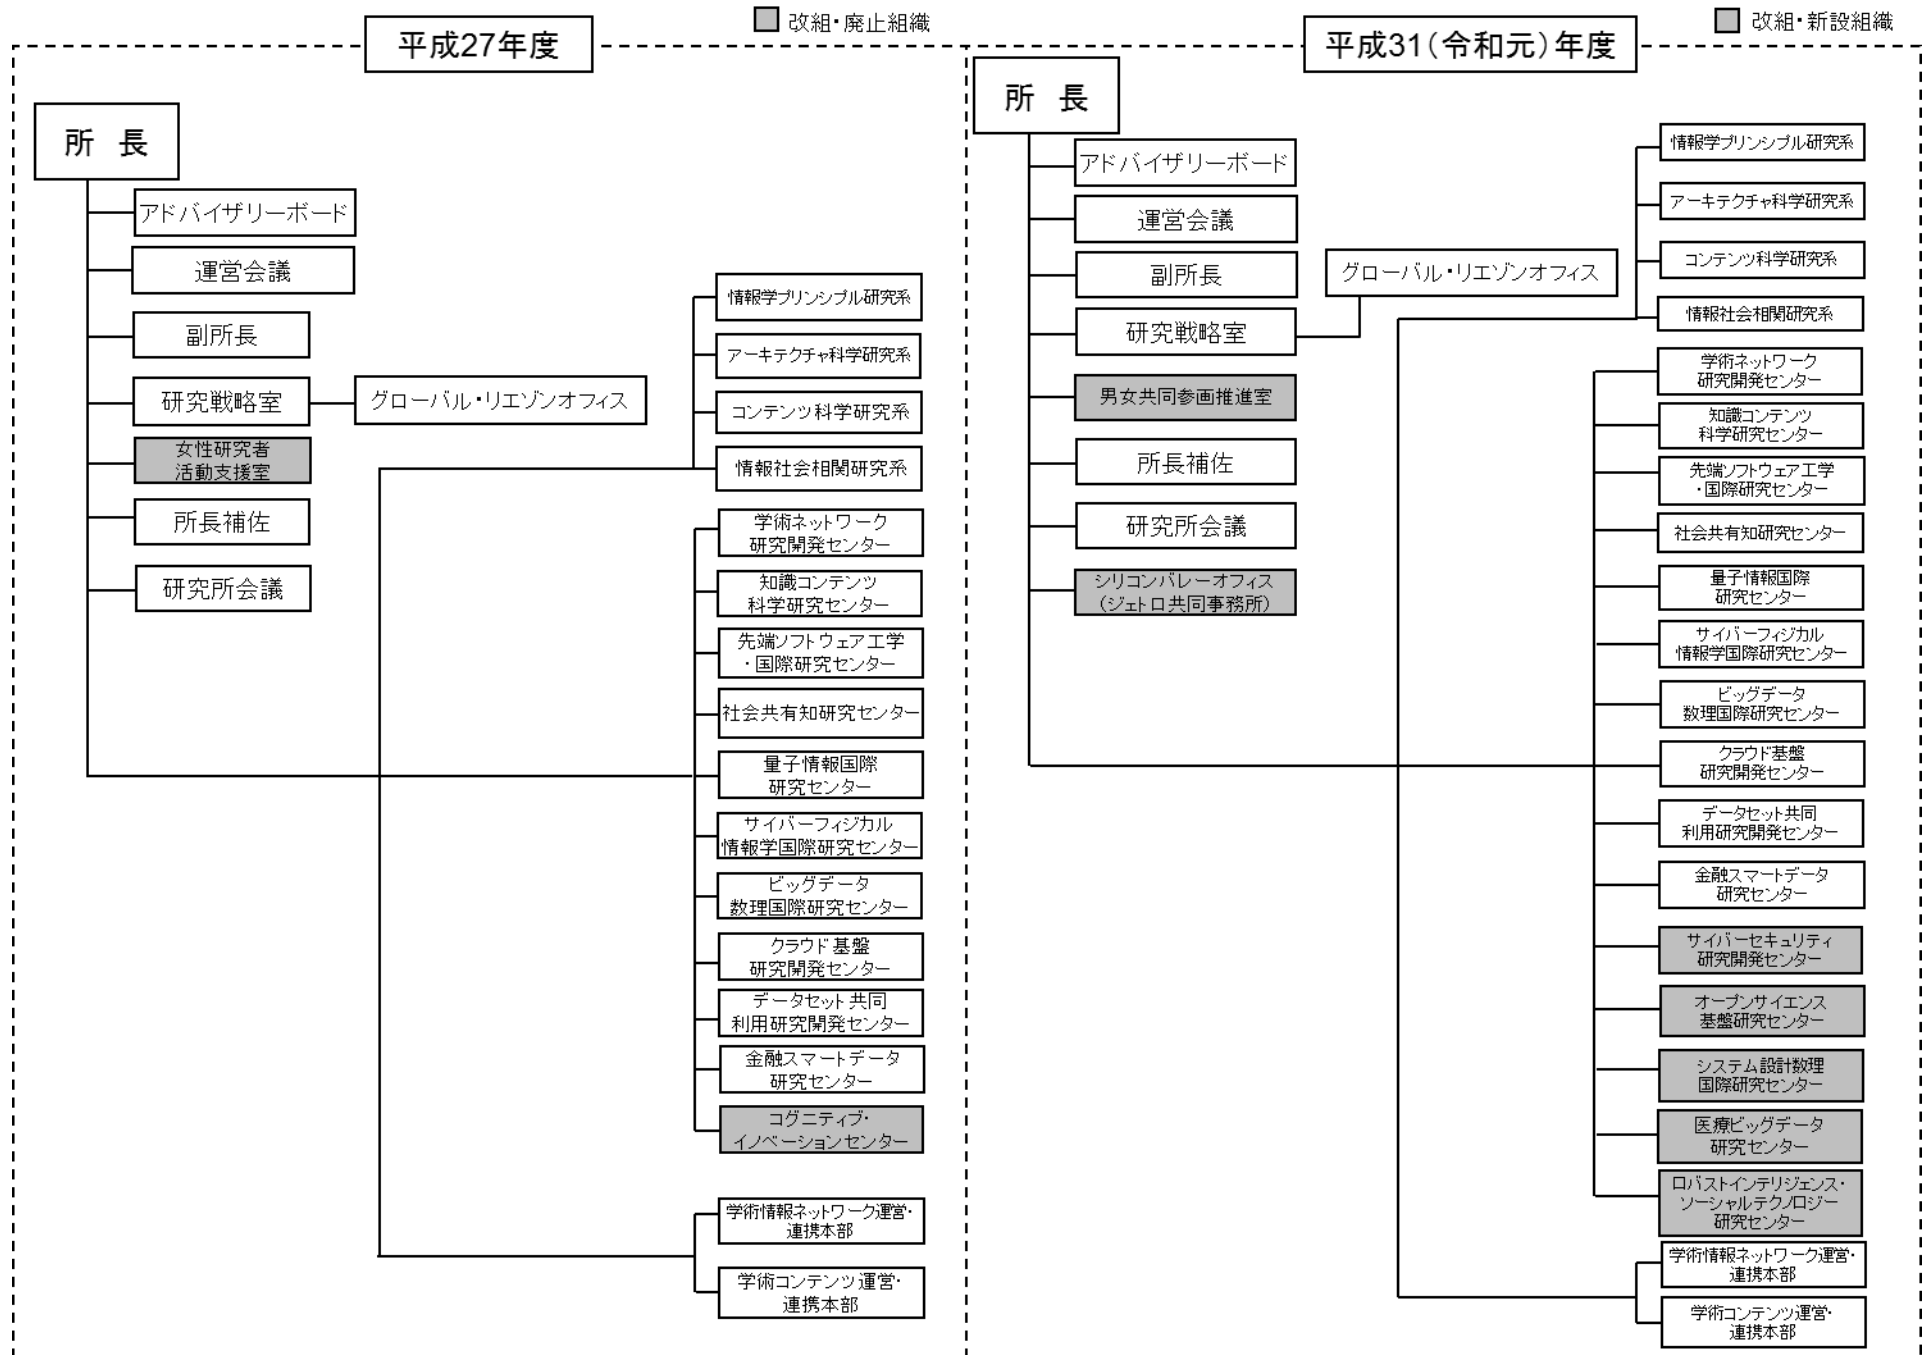 平成27年度
改組・廃止組織
所 長
アドバイザリーボード
運営会議
副所長
研究戦略室
グローバル・リエゾンオフィス
女性研究者
活動支援室
所長補佐
研究所会議
情報学プリンシプル研究系
アーキテクチャ科学研究系
コンテンツ科学研究系
情報社会相関研究系
学術ネットワーク
研究開発センター
知識コンテンツ
科学研究センター
先端ソフトウェア工学
・国際研究センター
社会共有知研究センター
量子情報国際
研究センター
サイバーフィジカル
情報学国際研究センター
ビッグデータ
数理国際研究センター
クラウド基盤
研究開発センター
データセット共同
利用研究開発センター
金融スマートデータ
研究センター
コグニティブ・
イノベーションセンター
学術情報ネットワーク運営・
連携本部
学術コンテンツ運営・
連携本部
平成31(令和元)年度
改組・新設組織
所 長
アドバイザリーボード
運営会議
副所長
研究戦略室
グローバル・リエゾンオフィス
男女共同参画推進室
所長補佐
研究所会議
シリコンバレーオフィス
(ジェトロ共同事務所)
情報学プリンシプル研究系
アーキテクチャ科学研究系
コンテンツ科学研究系
情報社会相関研究系
学術ネットワーク
研究開発センター
知識コンテンツ
科学研究センター
先端ソフトウェア工学
・国際研究センター
社会共有知研究センター
量子情報国際
研究センター
サイバーフィジカル
情報学国際研究センター
ビッグデータ
数理国際研究センター
クラウド基盤
研究開発センター
データセット共同
利用研究開発センター
金融スマートデータ
研究センター
サイバーセキュリティ
研究開発センター
オープンサイエンス
基盤研究センター
システム設計数理
国際研究センター
医療ビッグデータ
研究センター
ロバストインテリジェンス・
ソーシャルテクノロジー
研究センター
学術情報ネットワーク運営・
連携本部
学術コンテンツ運営・
連携本部